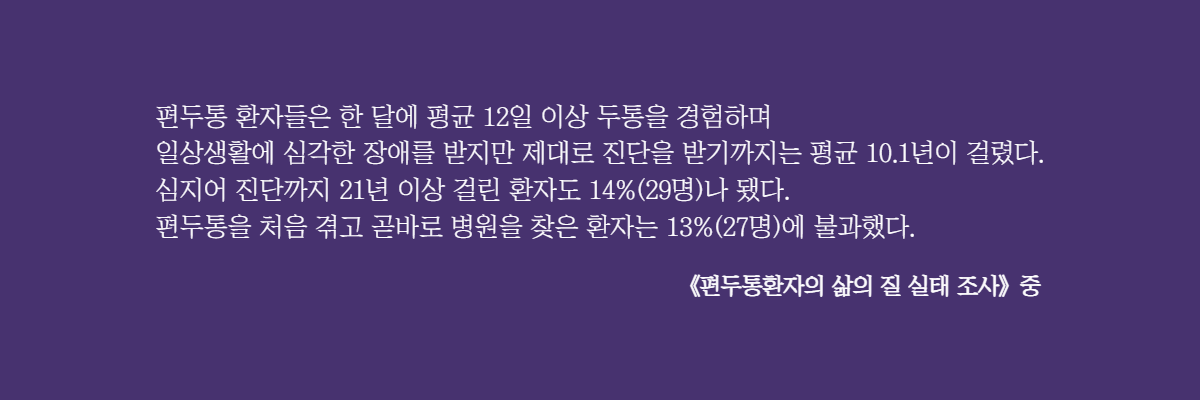 편두통 환자들은 한 달에 평균 12일 이상 두통을 경험하며
일상생활에 심각한 장애를 받지만 제대로 진단을 받기까지는 평균 10.1년이 걸렸다.
심지어 진단까지 21년 이상 걸린 환자도 14%(29명)나 됐다.
편두통을 처음 겪고 곧바로 병원을 찾은 환자는 13%(27명)에 불과했다.
《편두통환자의 삶의 질 실태 조사》 중